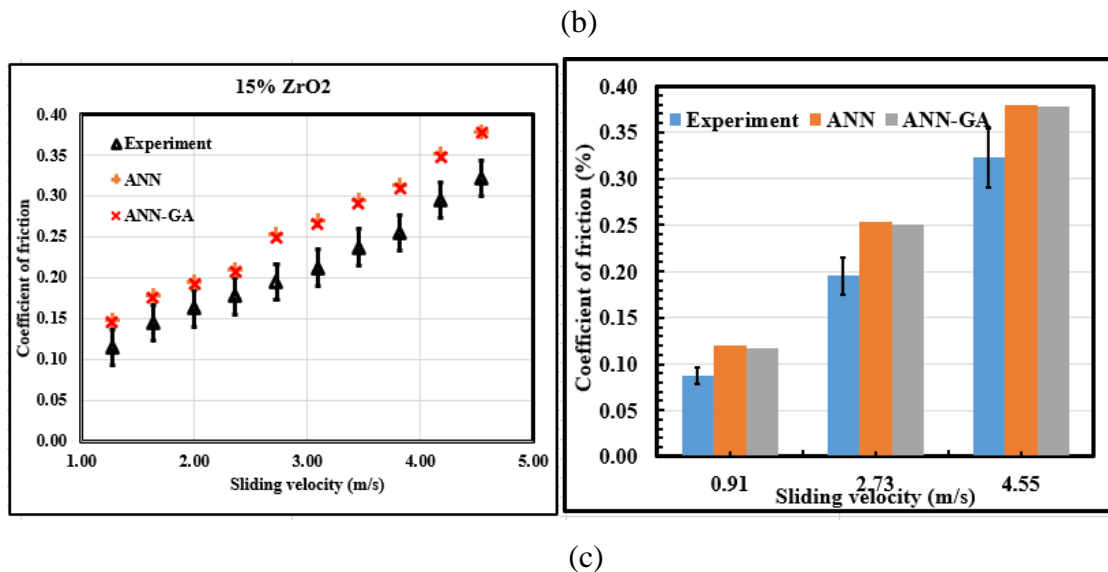 (b)
15% ZrO2
Coefficient of friction
0.40
0.35
0.30
0.25
0.20
0.15
0.10
0.05
0.00
Experiment
ANN
ANN-GA
1.00 2.00 3.00 4.00 5.00
Sliding velocity (m/s)
Coefficient of friction (%)
0.40
0.35
0.30
0.25
0.20
0.15
0.10
0.05
0.00
Experiment ANN ANN-GA
0.91 2.73 4.55
Sliding velocity (m/s)
(c)